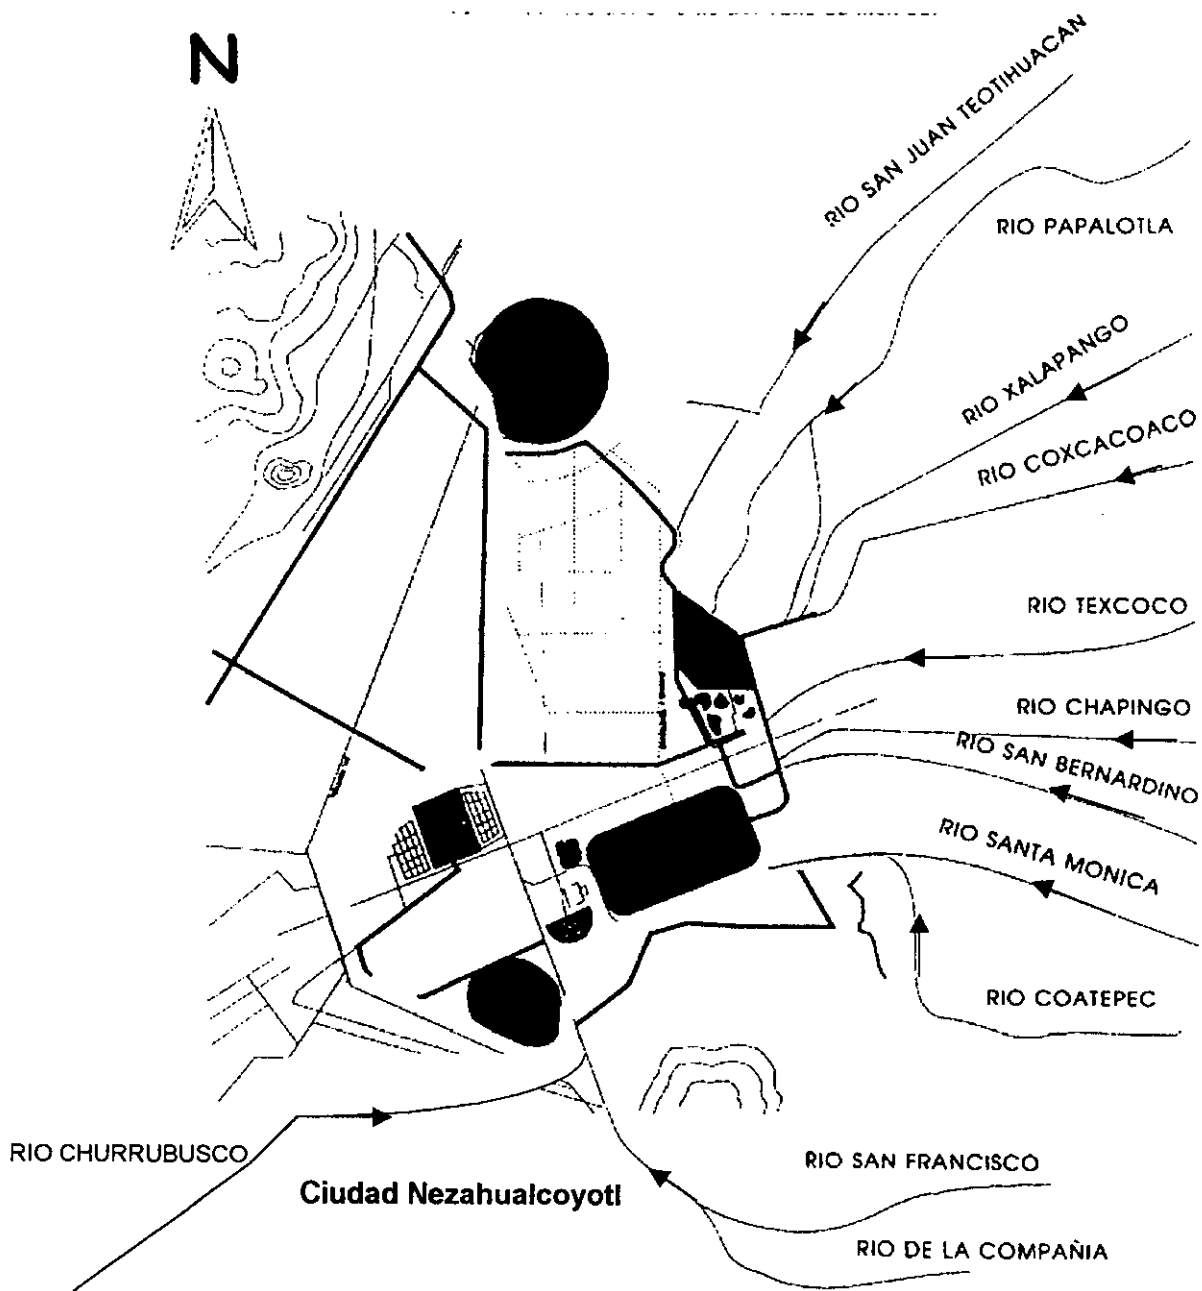 N
RIO SAN JUAN TEOTIHUACAN
RIO PAPALOTLA
RIO XALAPANGO
RIO COXCACOACO
RIO TEXCOCO
RIO CHAPINGO
RIO SAN BERNARDINO
RIO SANTA MONICA
RIO COATEPEC
RIO CHURRUBUSCO
Ciudad Nezahualcoyotl
RIO SAN FRANCISCO
RIO DE LA COMPAÑIA